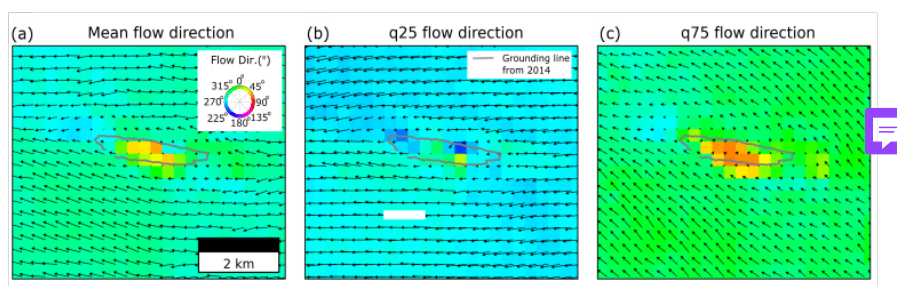 (a) Mean flow direction
(b) q25 flow direction
(c) q75 flow direction
Flow Dir.(°)
0°
315° 45°
270° 90°
225° 135°
180°
2 km
Grounding line
from 2014